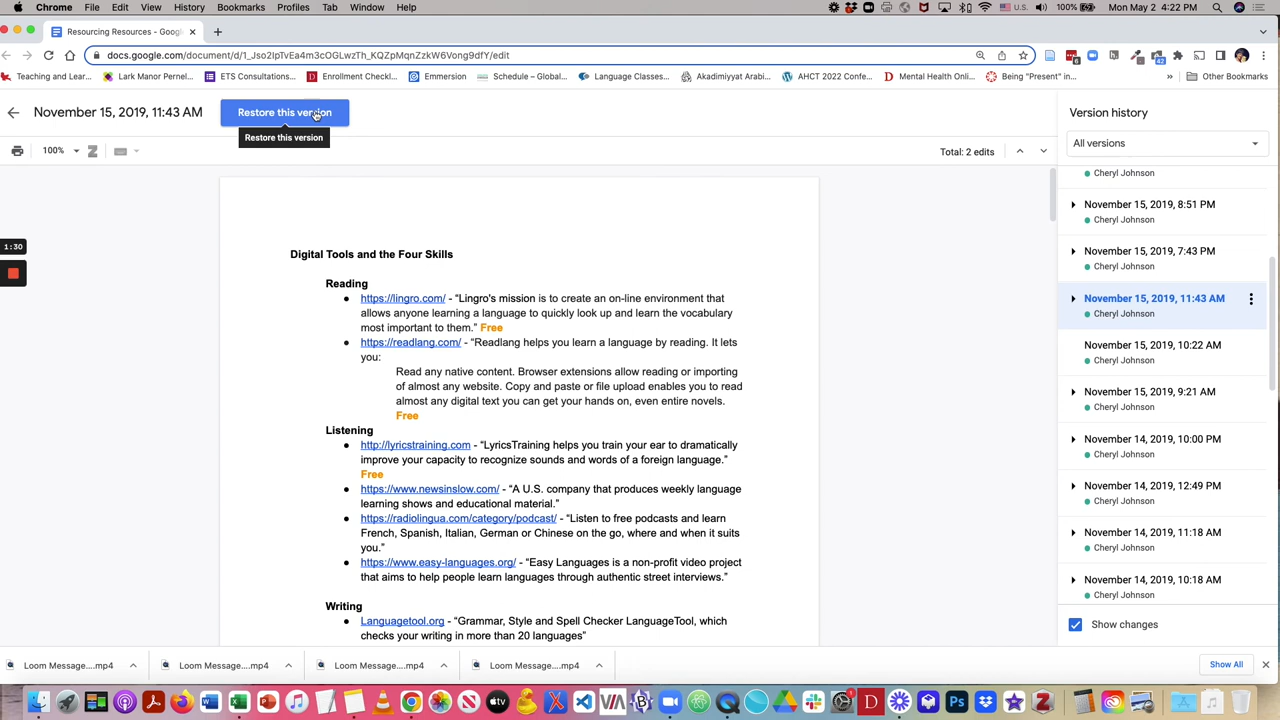 Chrome File Edit View History Bookmarks Profiles Tab Window Help
100% Mon May 2 4:22 PM
Resourcing Resources - Googl
docs.google.com/document/d/1_Jso2IpTvEa4m3cOGLwzTh_KQZpMqnZzkW6Vong9dfY/edit
Teaching and Lear... Lark Manor Pernel... ETS Consultations... Enrollment Checkl... Emmersion Schedule – Global... Language Classes... Akadimiyyat Arabi... AHCT 2022 Confe... Mental Health Onli... Being "Present" in... » Other Bookmarks
November 15, 2019, 11:43 AM
Restore this version
Restore this version
Version history
All versions
100%
Total: 2 edits
Digital Tools and the Four Skills
Reading
https://lingro.com/ - “Lingro's mission is to create an on-line environment that
allows anyone learning a language to quickly look up and learn the vocabulary
most important to them.” Free
https://readlang.com/ - “Readlang helps you learn a language by reading. It lets
you:
Read any native content. Browser extensions allow reading or importing
of almost any website. Copy and paste or file upload enables you to read
almost any digital text you can get your hands on, even entire novels.
Free
Listening
http://lyricstraining.com - “LyricsTraining helps you train your ear to dramatically
improve your capacity to recognize sounds and words of a foreign language.”
Free
https://www.newsinslow.com/ - “A U.S. company that produces weekly language
learning shows and educational material.”
https://radiolingua.com/category/podcast/ - “Listen to free podcasts and learn
French, Spanish, Italian, German or Chinese on the go, where and when it suits
you.”
https://www.easy-languages.org/ - “Easy Languages is a non-profit video project
that aims to help people learn languages through authentic street interviews.”
Writing
Languagetool.org - “Grammar, Style and Spell Checker LanguageTool, which
checks your writing in more than 20 languages”
1:30
Cheryl Johnson
November 15, 2019, 8:51 PM
Cheryl Johnson
November 15, 2019, 7:43 PM
Cheryl Johnson
November 15, 2019, 11:43 AM
Cheryl Johnson
November 15, 2019, 10:22 AM
Cheryl Johnson
November 15, 2019, 9:21 AM
Cheryl Johnson
November 14, 2019, 10:00 PM
Cheryl Johnson
November 14, 2019, 12:49 PM
Cheryl Johnson
November 14, 2019, 11:18 AM
Cheryl Johnson
November 14, 2019, 10:18 AM
Cheryl Johnson
Show changes
Loom Message....mp4 Loom Message....mp4 Loom Message....mp4 Loom Message....mp4 Show All